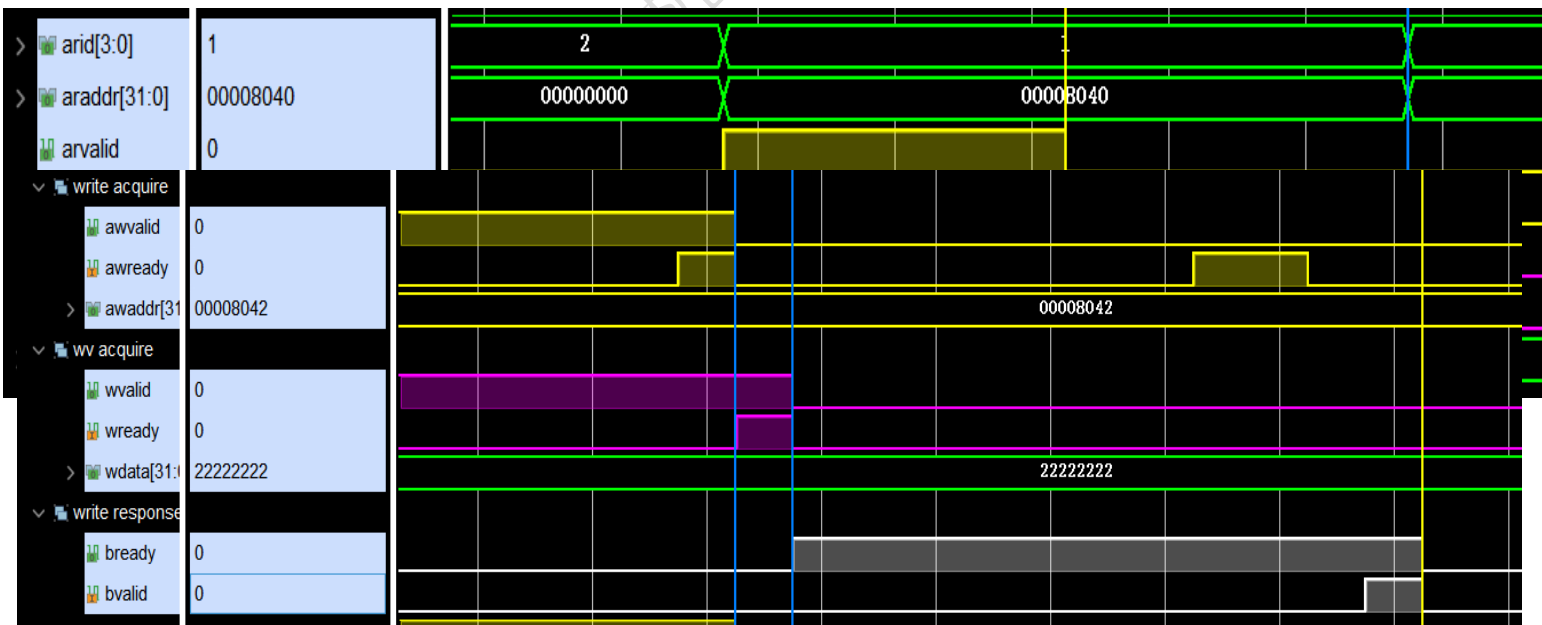 arid[3:0] 1 2 1
araddr[31:0] 00008040 00000000 00008040
arvalid 0
write acquire
awvalid 0
awready 0
awaddr[31 00008042 00008042
wv acquire
wvalid 0
wready 0
wdata[31:0 22222222 22222222
write response
bready 0
bvalid 0